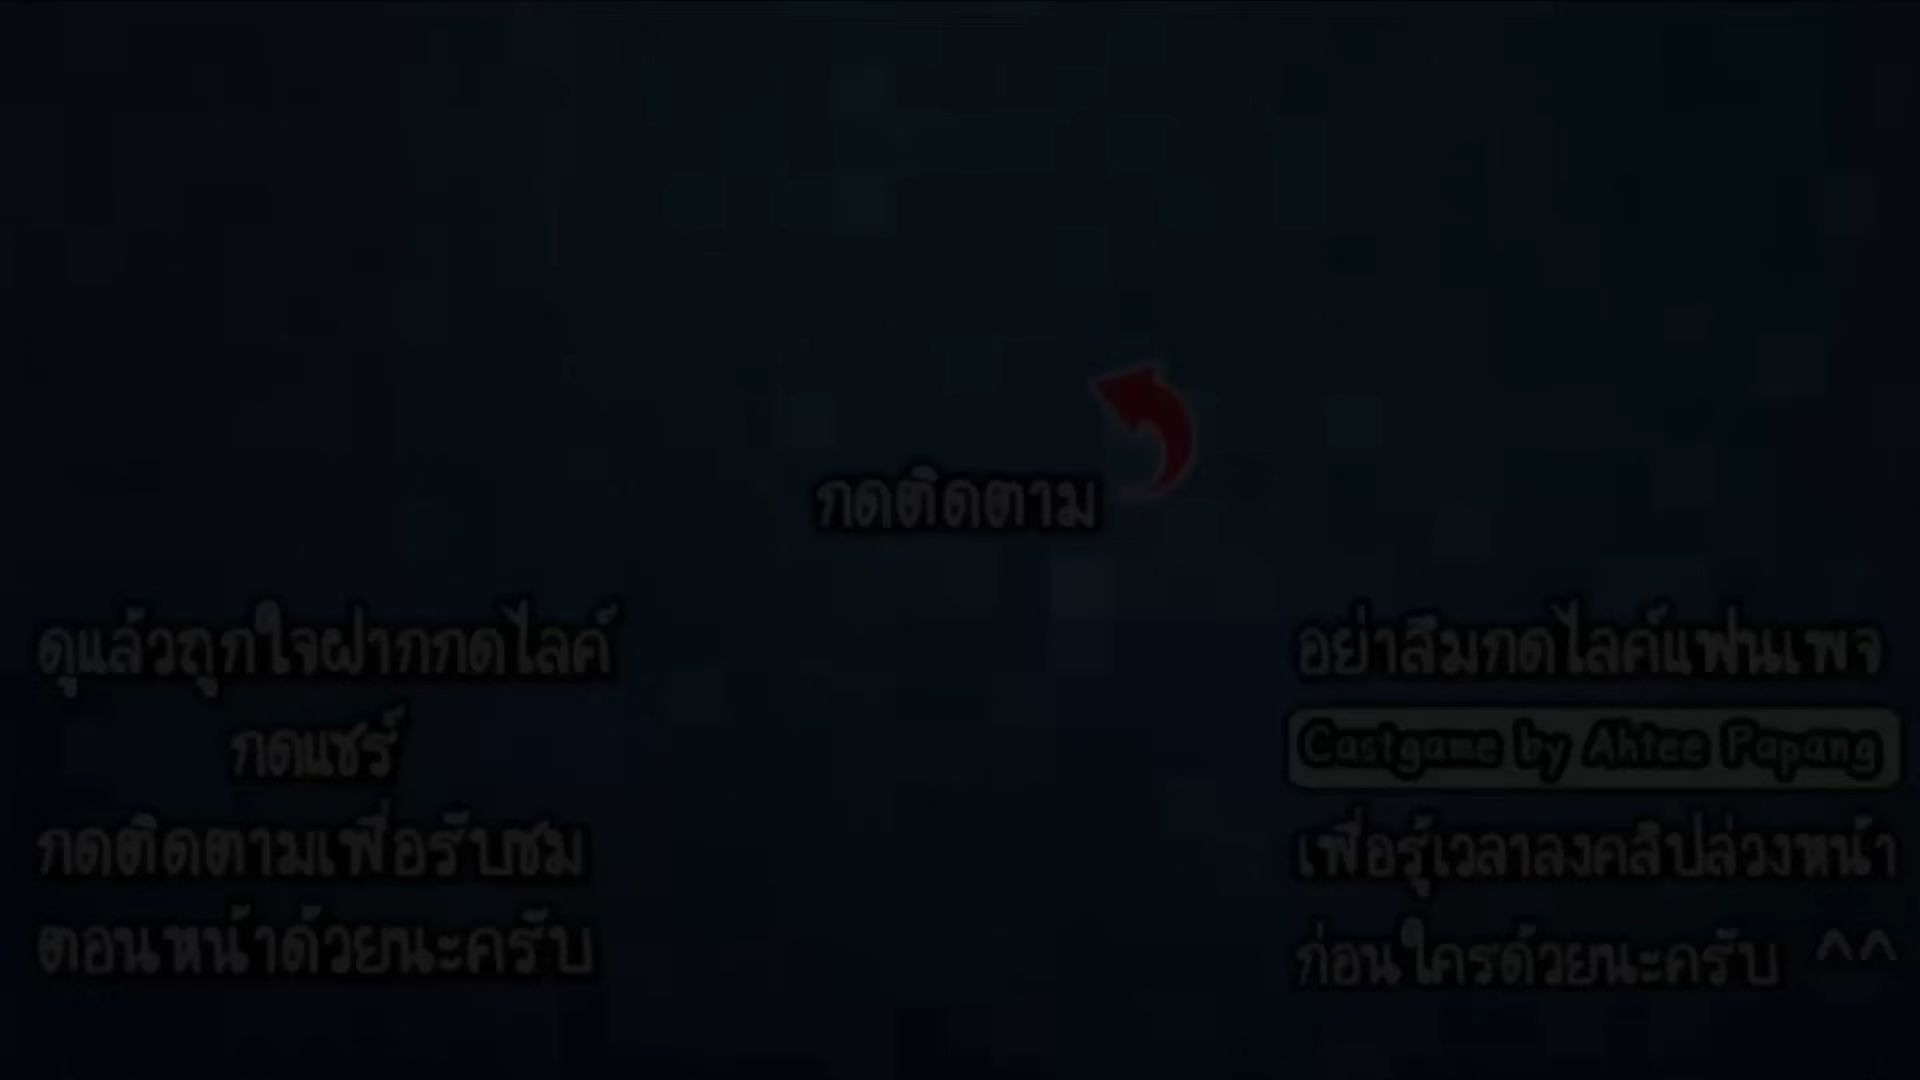 กดติดตาม
ดูแล้วถูกใจฝากกดไลค์
กดแชร์
กดติดตามเพื่อรับชม
ตอนหน้าด้วยนะครับ
อย่าลืมกดไลค์แฟนเพจ
Castgame by Ahtee Papang
เพื่อรู้เวลาลงคลิปล่วงหน้า
ก่อนใครด้วยนะครับ ^^